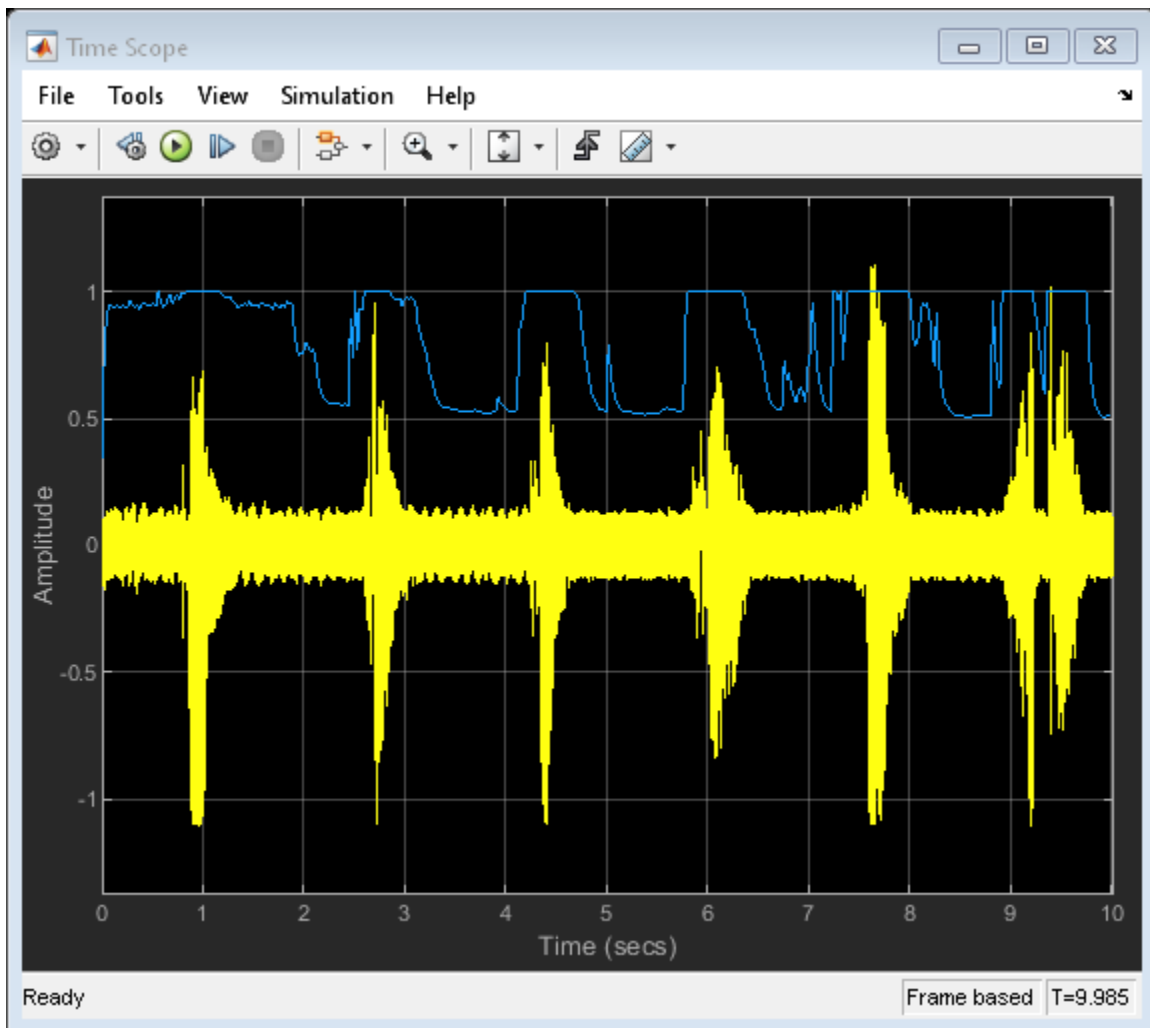 Time Scope
File Tools View Simulation Help
1
0.5
0
-0.5
-1
Amplitude
0 1 2 3 4 5 6 7 8 9 10
Time (secs)
Ready Frame based T=9.985